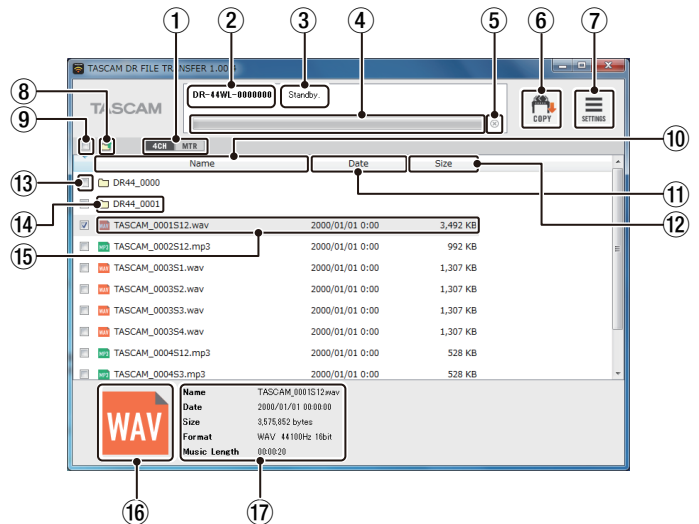 ① ② ③ ④ ⑤ ⑥ ⑦
TASCAM DR FILE TRANSFER 1.00
DR-44WL-0000000 Standby.
TASCAM
COPY SETTINGS
⑧
⑨
4CH MTR
⑩
Name Date Size
⑬ DR44_0000
⑪
⑭ DR44_0001
⑫
TASCAM_0001S12.wav 2000/01/01 0:00 3,492 KB
⑮
MP3 TASCAM_0002S12.mp3 2000/01/01 0:00 992 KB
WAV TASCAM_0003S1.wav 2000/01/01 0:00 1,307 KB
WAV TASCAM_0003S2.wav 2000/01/01 0:00 1,307 KB
WAV TASCAM_0003S3.wav 2000/01/01 0:00 1,307 KB
WAV TASCAM_0003S4.wav 2000/01/01 0:00 1,307 KB
MP3 TASCAM_0004S12.mp3 2000/01/01 0:00 528 KB
MP3 TASCAM_0004S3.mp3 2000/01/01 0:00 528 KB
WAV
Name TASCAM_0001S12.wav
Date 2000/01/01 00:00:00
Size 3,575,852 bytes
Format WAV 44100Hz 16bit
Music Length 00:00:20
⑯ ⑰